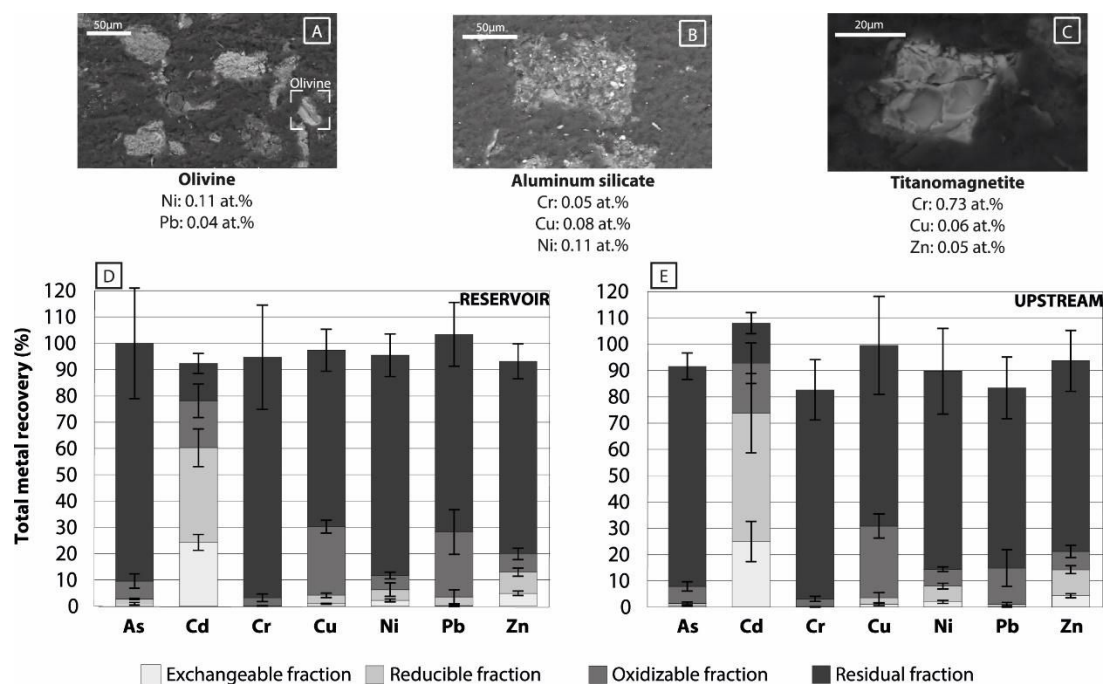 50µm
A
Olivine
50µm
B
20µm
C
Olivine
Ni: 0.11 at.%
Pb: 0.04 at.%
Aluminum silicate
Cr: 0.05 at.%
Cu: 0.08 at.%
Ni: 0.11 at.%
Titanomagnetite
Cr: 0.73 at.%
Cu: 0.06 at.%
Zn: 0.05 at.%
D
RESERVOIR
Total metal recovery (%)
120
110
100
90
80
70
60
50
40
30
20
10
0
As Cd Cr Cu Ni Pb Zn
E
UPSTREAM
120
110
100
90
80
70
60
50
40
30
20
10
0
As Cd Cr Cu Ni Pb Zn
Exchangeable fraction Reducible fraction Oxidizable fraction Residual fraction